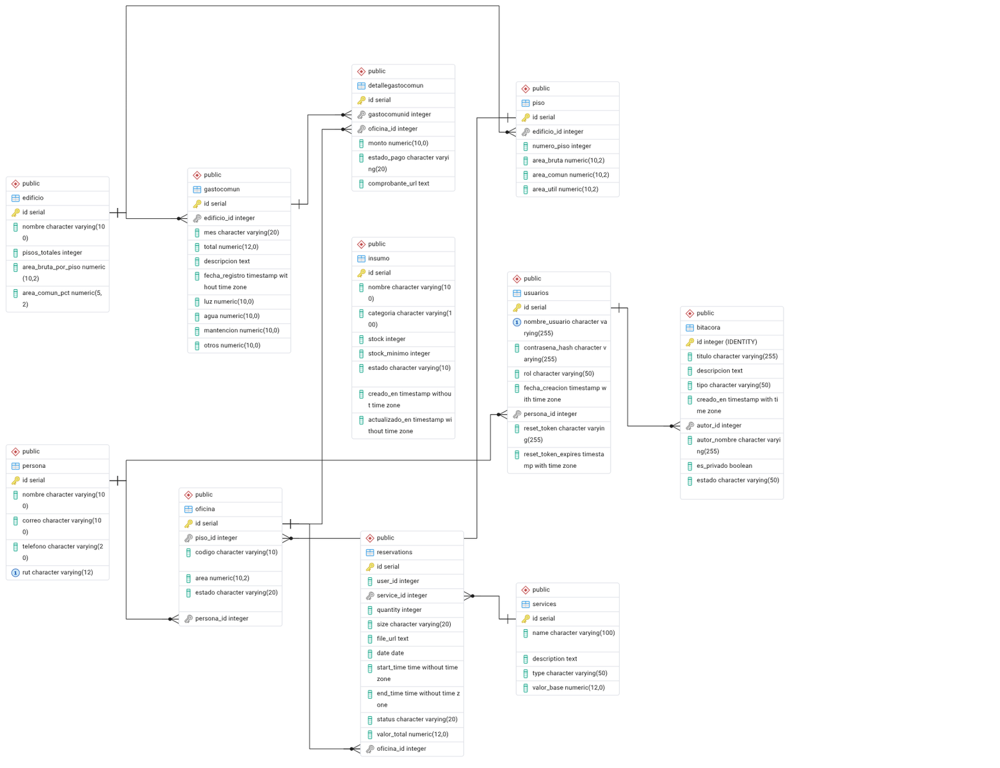 public
detallegastocomun
id serial
gastocomunid integer
oficina_id integer
monto numeric(10,0)
estado_pago character varyi
ng(20)
comprobante_url text
public
piso
id serial
edificio_id integer
numero_piso integer
area_bruta numeric(10,2)
area_comun numeric(10,2)
area_util numeric(10,2)
public
edificio
id serial
nombre character varying(10
0)
pisos_totales integer
area_bruta_por_piso numeric
(10,2)
area_comun_pct numeric(5,
2)
public
gastocomun
id serial
edificio_id integer
mes character varying(20)
total numeric(12,0)
descripcion text
fecha_registro timestamp wit
hout time zone
luz numeric(10,0)
agua numeric(10,0)
mantencion numeric(10,0)
otros numeric(10,0)
public
insumo
id serial
nombre character varying(10
0)
categoria character varying(1
00)
stock integer
stock_minimo integer
estado character varying(10)
creado_en timestamp withou
t time zone
actualizado_en timestamp wi
thout time zone
public
usuarios
id serial
1
nombre_usuario character va
rying(255)
contrasena_hash character v
arying(255)
rol character varying(50)
fecha_creacion timestamp w
ith time zone
persona_id integer
reset_token character varyin
g(255)
reset_token_expires timesta
mp with time zone
public
bitacora
id integer (IDENTITY)
titulo character varying(255)
descripcion text
tipo character varying(50)
creado_en timestamp with ti
me zone
autor_id integer
autor_nombre character varyi
ng(255)
es_privado boolean
estado character varying(50)
public
persona
id serial
nombre character varying(10
0)
correo character varying(10
0)
telefono character varying(2
0)
1
rut character varying(12)
public
oficina
id serial
piso_id integer
codigo character varying(10)
area numeric(10,2)
estado character varying(20)
persona_id integer
public
reservations
id serial
user_id integer
service_id integer
quantity integer
size character varying(20)
file_url text
date date
start_time time without time
zone
end_time time without time z
one
status character varying(20)
valor_total numeric(12,0)
oficina_id integer
public
services
id serial
name character varying(100)
description text
type character varying(50)
valor_base numeric(12,0)